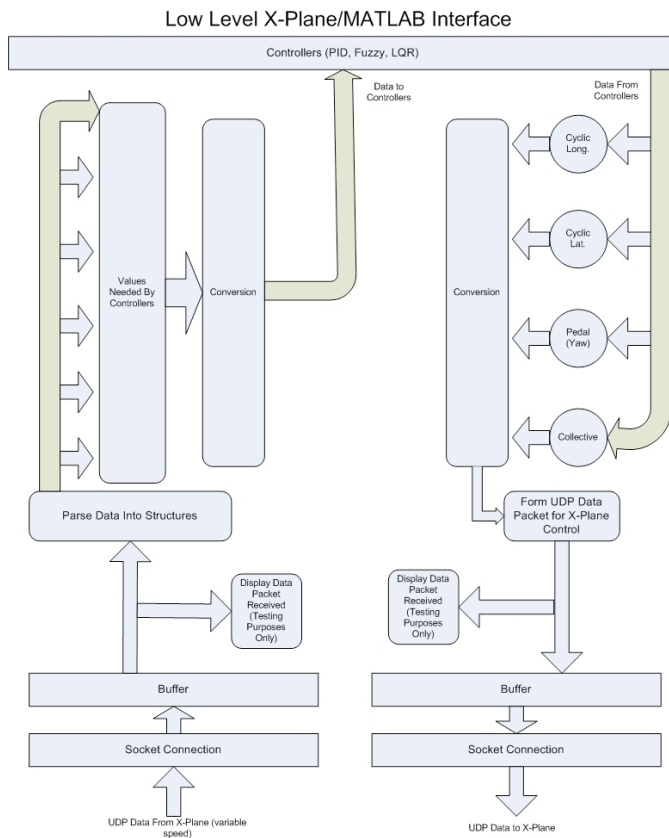 Low Level X-Plane/MATLAB Interface
Controllers (PID, Fuzzy, LQR)
Data to
Controllers
Data From
Controllers
Values
Needed By
Controllers
Conversion
Conversion
Cyclic
Long.
Cyclic
Lat.
Pedal
(Yaw)
Collective
Parse Data Into Structures
Form UDP Data
Packet for X-Plane
Control
Display Data
Packet
Received
(Testing
Purposes
Only)
Display Data
Packet
Received
(Testing
Purposes
Only)
Buffer
Buffer
Socket Connection
Socket Connection
UDP Data From X-Plane (variable
speed)
UDP Data to X-Plane